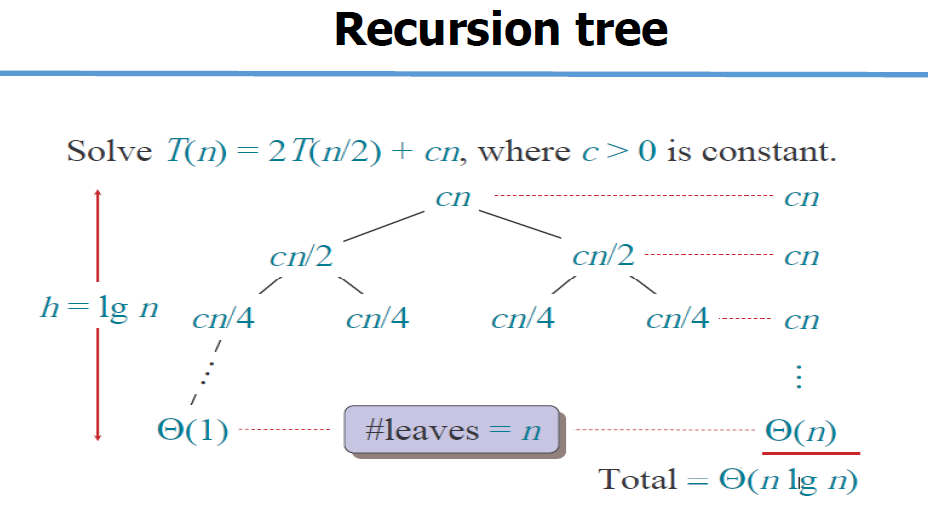 Recursion tree
Solve T(n) = 2T(n/2) + cn, where c > 0 is constant.
cn cn
cn/2 cn/2 cn
h = lg n cn/4 cn/4 cn/4 cn/4 cn
⋮
Θ(1) #leaves = n Θ(n)
Total = Θ(n lg n)